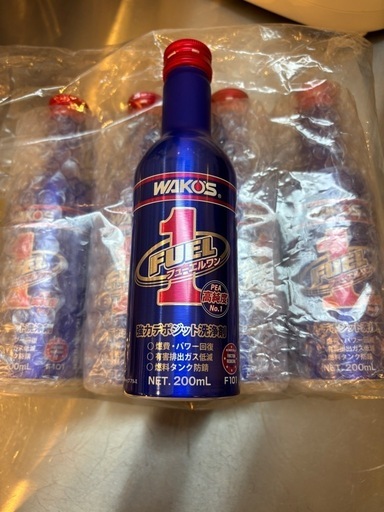 WAKO'S®
1
FUEL
フューエルワン
PEA
高純度
No.1
強力デポジット洗浄剤
○燃費・パワー回復
○有害排出ガス低減
○燃料タンク防錆
NET. 200mL
F101